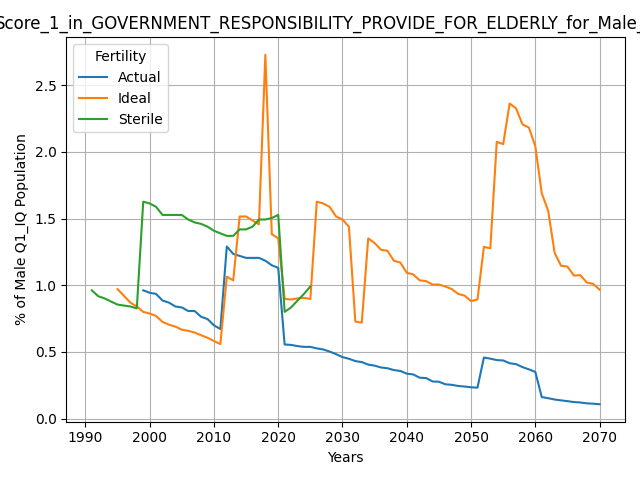 Score_1_in_GOVERNMENT_RESPONSIBILITY_PROVIDE_FOR_ELDERLY_for_Male_
Fertility
Actual
Ideal
Sterile
% of Male Q1_IQ Population
2.5
2.0
1.5
1.0
0.5
0.0
1990 2000 2010 2020 2030 2040 2050 2060 2070
Years